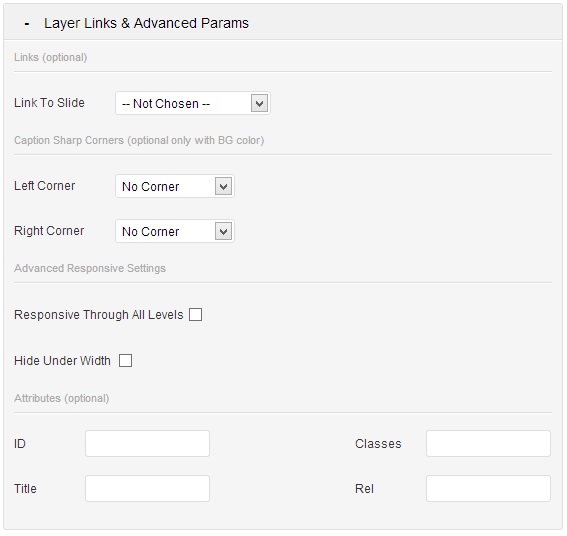 - Layer Links & Advanced Params
Links (optional)
Link To Slide -- Not Chosen --
Caption Sharp Corners (optional only with BG color)
Left Corner No Corner
Right Corner No Corner
Advanced Responsive Settings
Responsive Through All Levels
Hide Under Width
Attributes (optional)
ID Classes
Title Rel